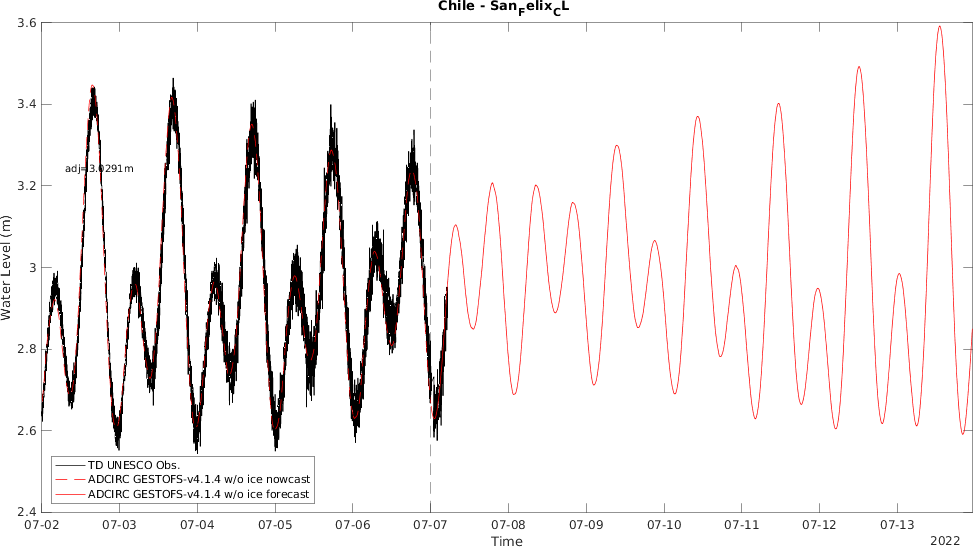 Chile - SanFelixCL
3.6
3.4
3.2
3
2.8
2.6
2.4
Water Level (m)
adj=3.0291m
TD UNESCO Obs.
ADCIRC GESTOFS-v4.1.4 w/o ice nowcast
ADCIRC GESTOFS-v4.1.4 w/o ice forecast
07-02 07-03 07-04 07-05 07-06 07-07 07-08 07-09 07-10 07-11 07-12 07-13
Time
2022